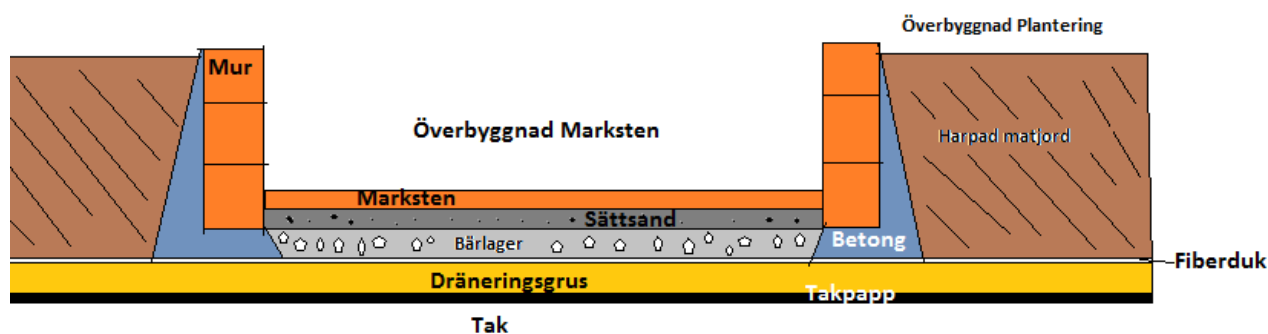 Överbyggnad Plantering
Mur
Överbyggnad Marksten
Harpad matjord
Marksten
Sättsand
Bärlager
Betong
Fiberduk
Dräneringsgrus
Takpapp
Tak